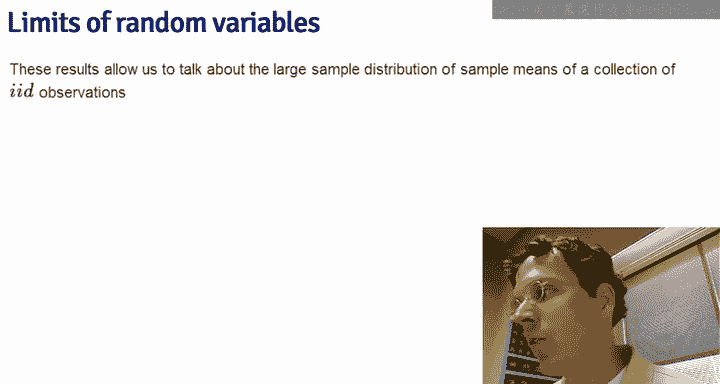 Limits of random variables
These results allow us to talk about the large sample distribution of sample means of a collection of
iid observations